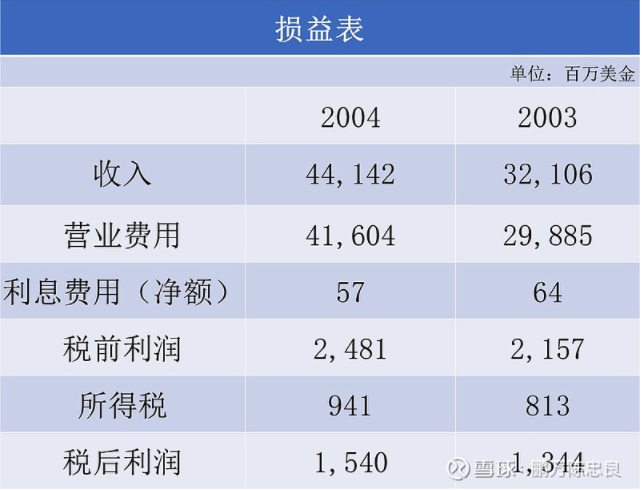 损益表
单位：百万美金
2004 2003
收入 44,142 32,106
营业费用 41,604 29,885
利息费用（净额） 57 64
税前利润 2,481 2,157
所得税 941 813
税后利润 1,540 1,344
雪球：鹏万陈忠良